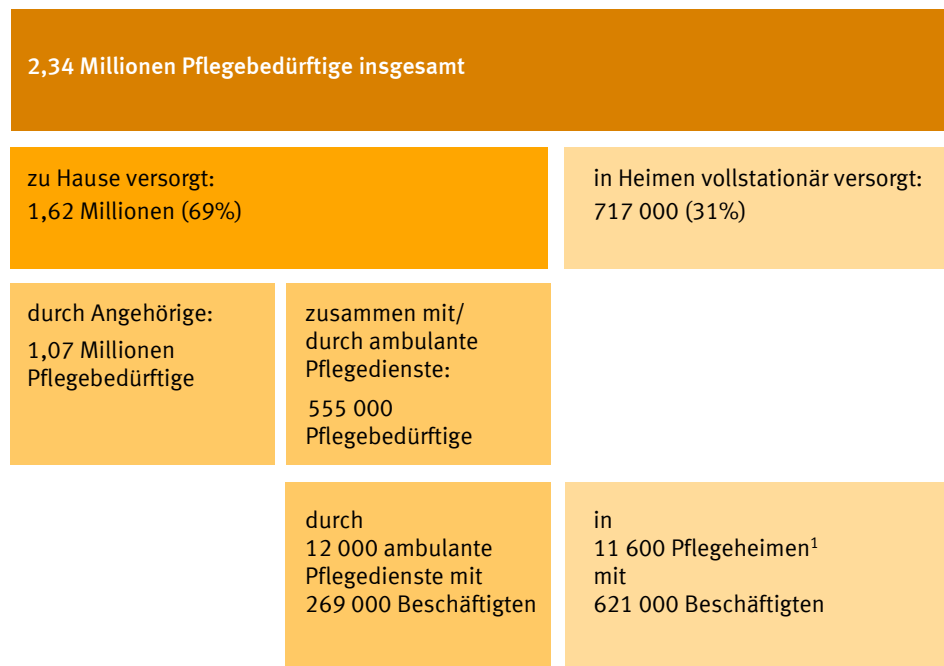 2,34 Millionen Pflegebedürftige insgesamt
zu Hause versorgt:
1,62 Millionen (69%)
in Heimen vollstationär versorgt:
717 000 (31%)
durch Angehörige:
1,07 Millionen
Pflegebedürftige
zusammen mit/
durch ambulante
Pflegedienste:
555 000
Pflegebedürftige
durch
12 000 ambulante
Pflegedienste mit
269 000 Beschäftigten
in
11 600 Pflegeheimen¹
mit
621 000 Beschäftigten